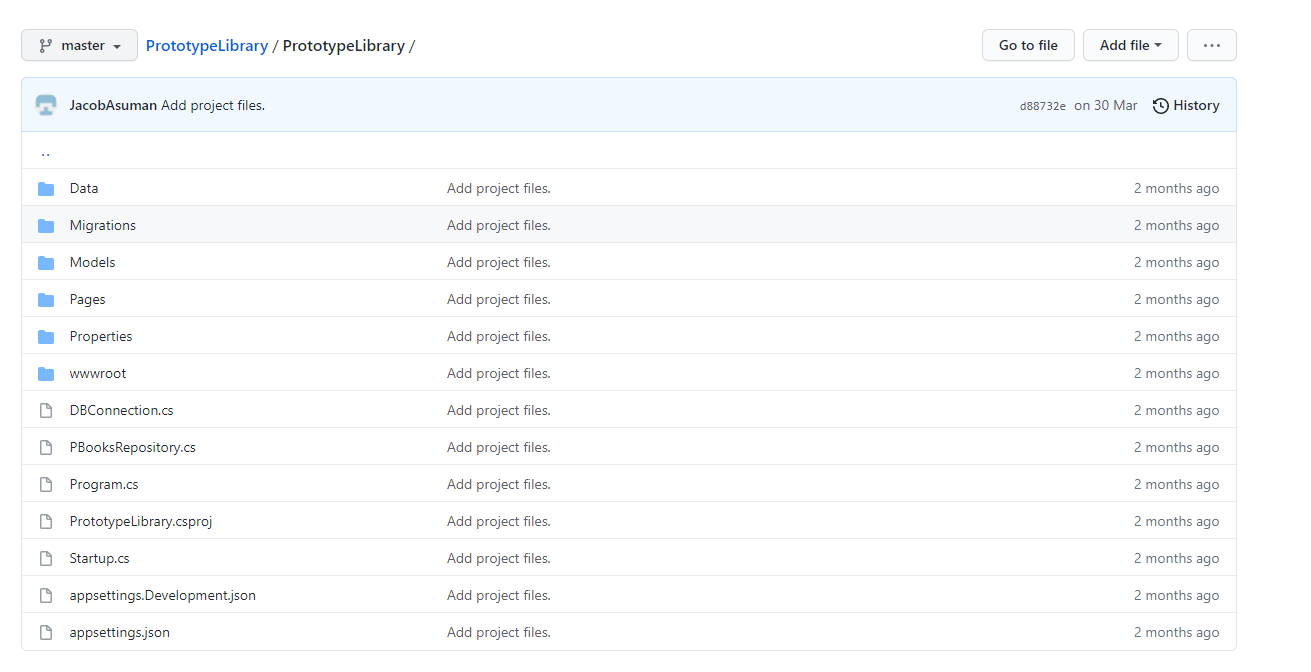 master PrototypeLibrary / PrototypeLibrary / Go to file Add file ...
JacobAsuman Add project files. d88732e on 30 Mar History
..
Data Add project files. 2 months ago
Migrations Add project files. 2 months ago
Models Add project files. 2 months ago
Pages Add project files. 2 months ago
Properties Add project files. 2 months ago
wwwroot Add project files. 2 months ago
DBConnection.cs Add project files. 2 months ago
PBooksRepository.cs Add project files. 2 months ago
Program.cs Add project files. 2 months ago
PrototypeLibrary.csproj Add project files. 2 months ago
Startup.cs Add project files. 2 months ago
appsettings.Development.json Add project files. 2 months ago
appsettings.json Add project files. 2 months ago